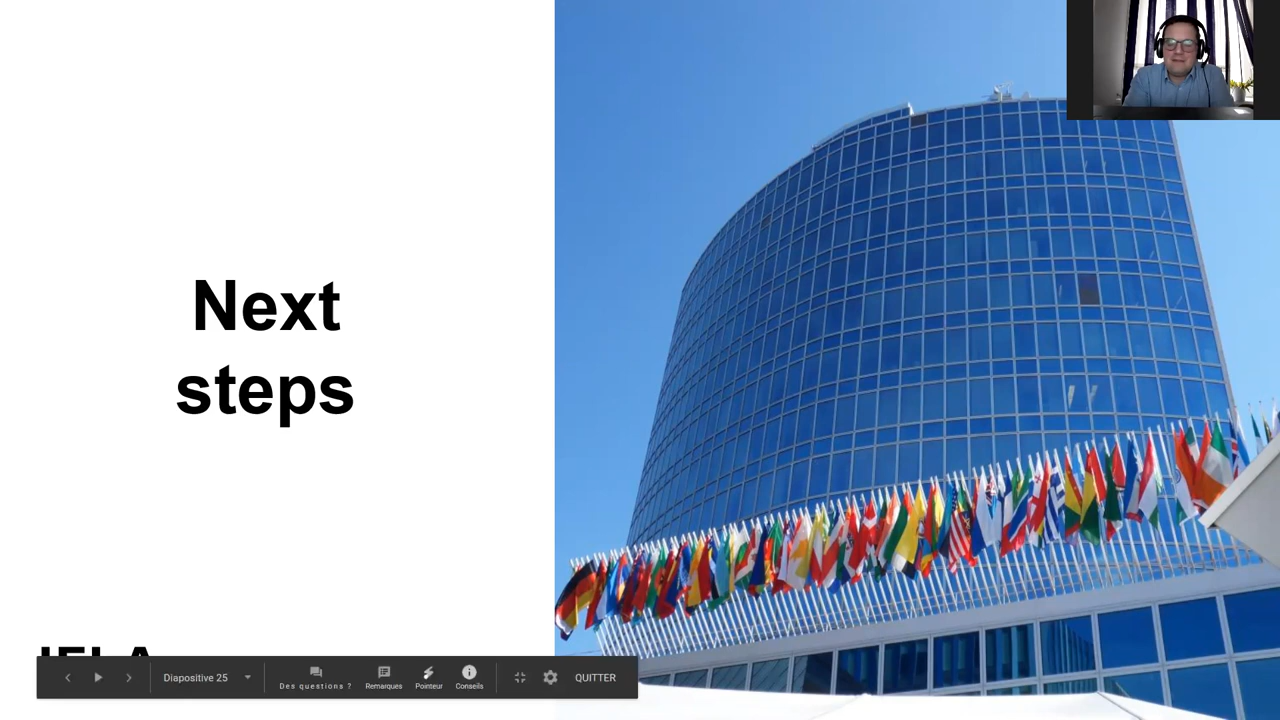 Next
steps
Diapositive 25
Des questions ?
Remarques
Pointeur
Conseils
QUITTER